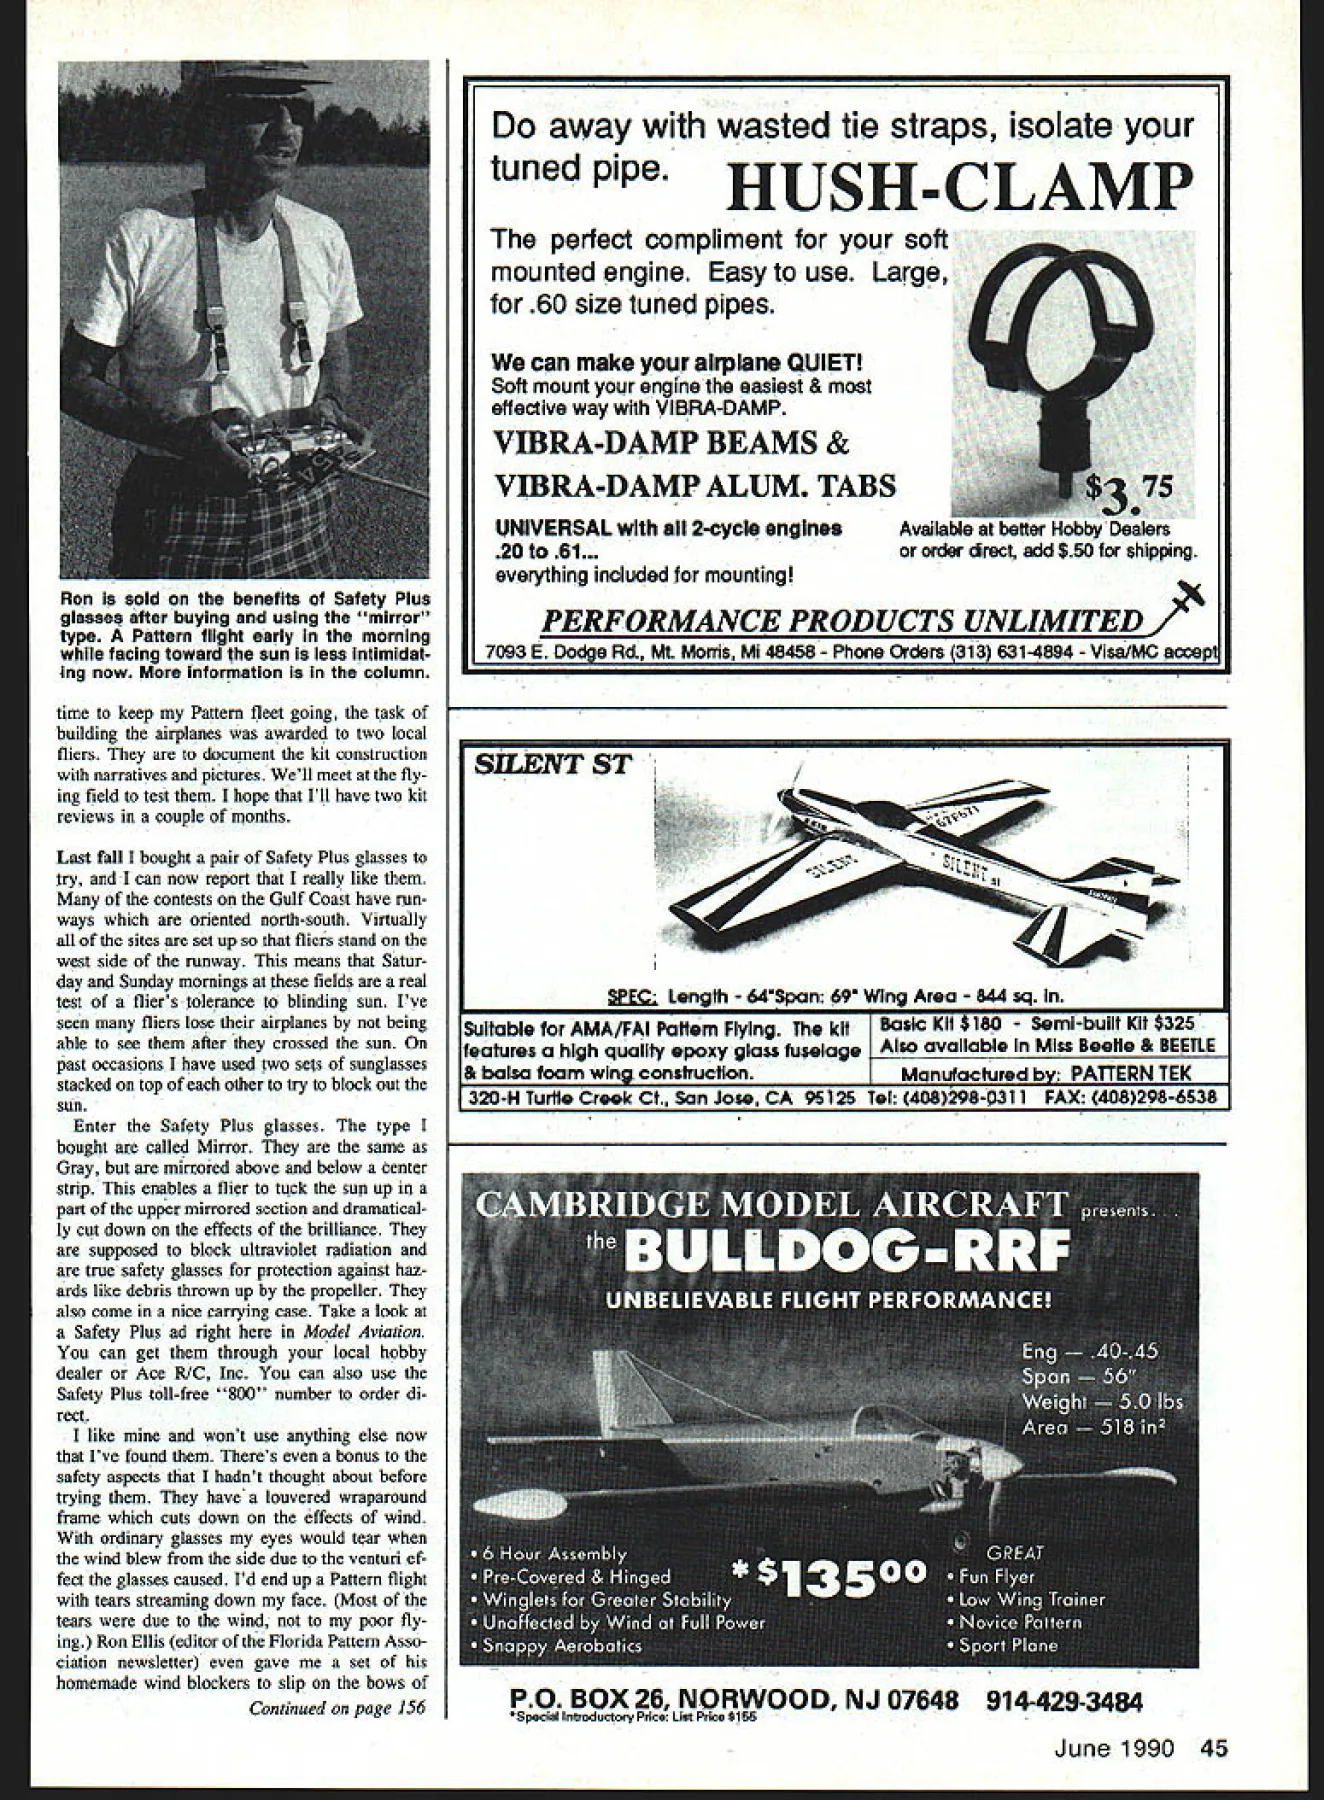 Ron is sold on the benefits of Safety Plus
glasses after buying and using the "mirror"
type. A Pattern flight early in the morning
while facing toward the sun is less intimidat-
ing now. More information is in the column.
time to keep my Pattern fleet going, the task of
building the airplanes was awarded to two local
fliers. They are to document the kit construction
with narratives and pictures. We'll meet at the fly-
ing field to test them. I hope that I'll have two kit
reviews in a couple of months.
Last fall I bought a pair of Safety Plus glasses to
try, and I can now report that I really like them.
Many of the contests on the Gulf Coast have run-
ways which are oriented north-south. Virtually
all of the sites are set up so that fliers stand on the
west side of the runway. This means that Satur-
day and Sunday mornings at these fields are a real
test of a flier's tolerance to blinding sun. I've
seen many fliers lose their airplanes by not being
able to see them after they crossed the sun. On
past occasions I have used two sets of sunglasses
stacked on top of each other to try to block out the
sun.
Enter the Safety Plus glasses. The type I
bought are called Mirror. They are the same as
Gray, but are mirrored above and below a center
strip. This enables a flier to tuck the sun up in a
part of the upper mirrored section and dramatical-
ly cut down on the effects of the brilliance. They
are supposed to block ultraviolet radiation and
are true safety glasses for protection against haz-
ards like debris thrown up by the propeller. They
also come in a nice carrying case. Take a look at
a Safety Plus ad right here in Model Aviation.
You can get them through your local hobby
dealer or Ace R/C, Inc. You can also use the
Safety Plus toll-free "800" number to order di-
rect.
I like mine and won't use anything else now
that I've found them. There's even a bonus to the
safety aspects that I hadn't thought about before
trying them. They have a louvered wraparound
frame which cuts down on the effects of wind.
With ordinary glasses my eyes would tear when
the wind blew from the side due to the venturi ef-
fect the glasses caused. I'd end up a Pattern flight
with tears streaming down my face. (Most of the
tears were due to the wind, not to my poor fly-
ing.) Ron Ellis (editor of the Florida Pattern Asso-
ciation newsletter) even gave me a set of his
homemade wind blockers to slip on the bows of
Continued on page 156
Do away with wasted tie straps, isolate your
tuned pipe. HUSH-CLAMP
The perfect compliment for your soft
mounted engine. Easy to use. Large,
for .60 size tuned pipes.
We can make your airplane QUIET!
Soft mount your engine the easiest & most
effective way with VIBRA-DAMP.
VIBRA-DAMP BEAMS &
VIBRA-DAMP ALUM. TABS
$3.75
UNIVERSAL with all 2-cycle engines
.20 to .61...
everything included for mounting!
Available at better Hobby Dealers
or order direct, add $.50 for shipping.
PERFORMANCE PRODUCTS UNLIMITED
7093 E. Dodge Rd., Mt. Morris, Mi 48458 - Phone Orders (313) 631-4894 - Visa/MC accept
SILENT ST
SILENT
SILENT st
SPEC: Length - 64" Span: 69" Wing Area - 844 sq. in.
Suitable for AMA/FAI Pattern Flying. The kit
features a high quality epoxy glass fuselage
& balsa foam wing construction.
Basic Kit $180 - Semi-built Kit $325
Also available in Miss Beetle & BEETLE
Manufactured by: PATTERN TEK
320-H Turtle Creek Ct., San Jose, CA 95125 Tel: (408)298-0311 FAX: (408)298-6538
CAMBRIDGE MODEL AIRCRAFT presents...
the BULLDOG-RRF
UNBELIEVABLE FLIGHT PERFORMANCE!
Eng — .40-.45
Span — 56"
Weight — 5.0 lbs
Area — 518 in²
• 6 Hour Assembly
• Pre-Covered & Hinged
• Winglets for Greater Stability
• Unaffected by Wind at Full Power
• Snappy Aerobatics
*$135⁰⁰
GREAT
• Fun Flyer
• Low Wing Trainer
• Novice Pattern
• Sport Plane
P.O. BOX 26, NORWOOD, NJ 07648 914-429-3484
*Special Introductory Price: List Price $155
June 1990 45